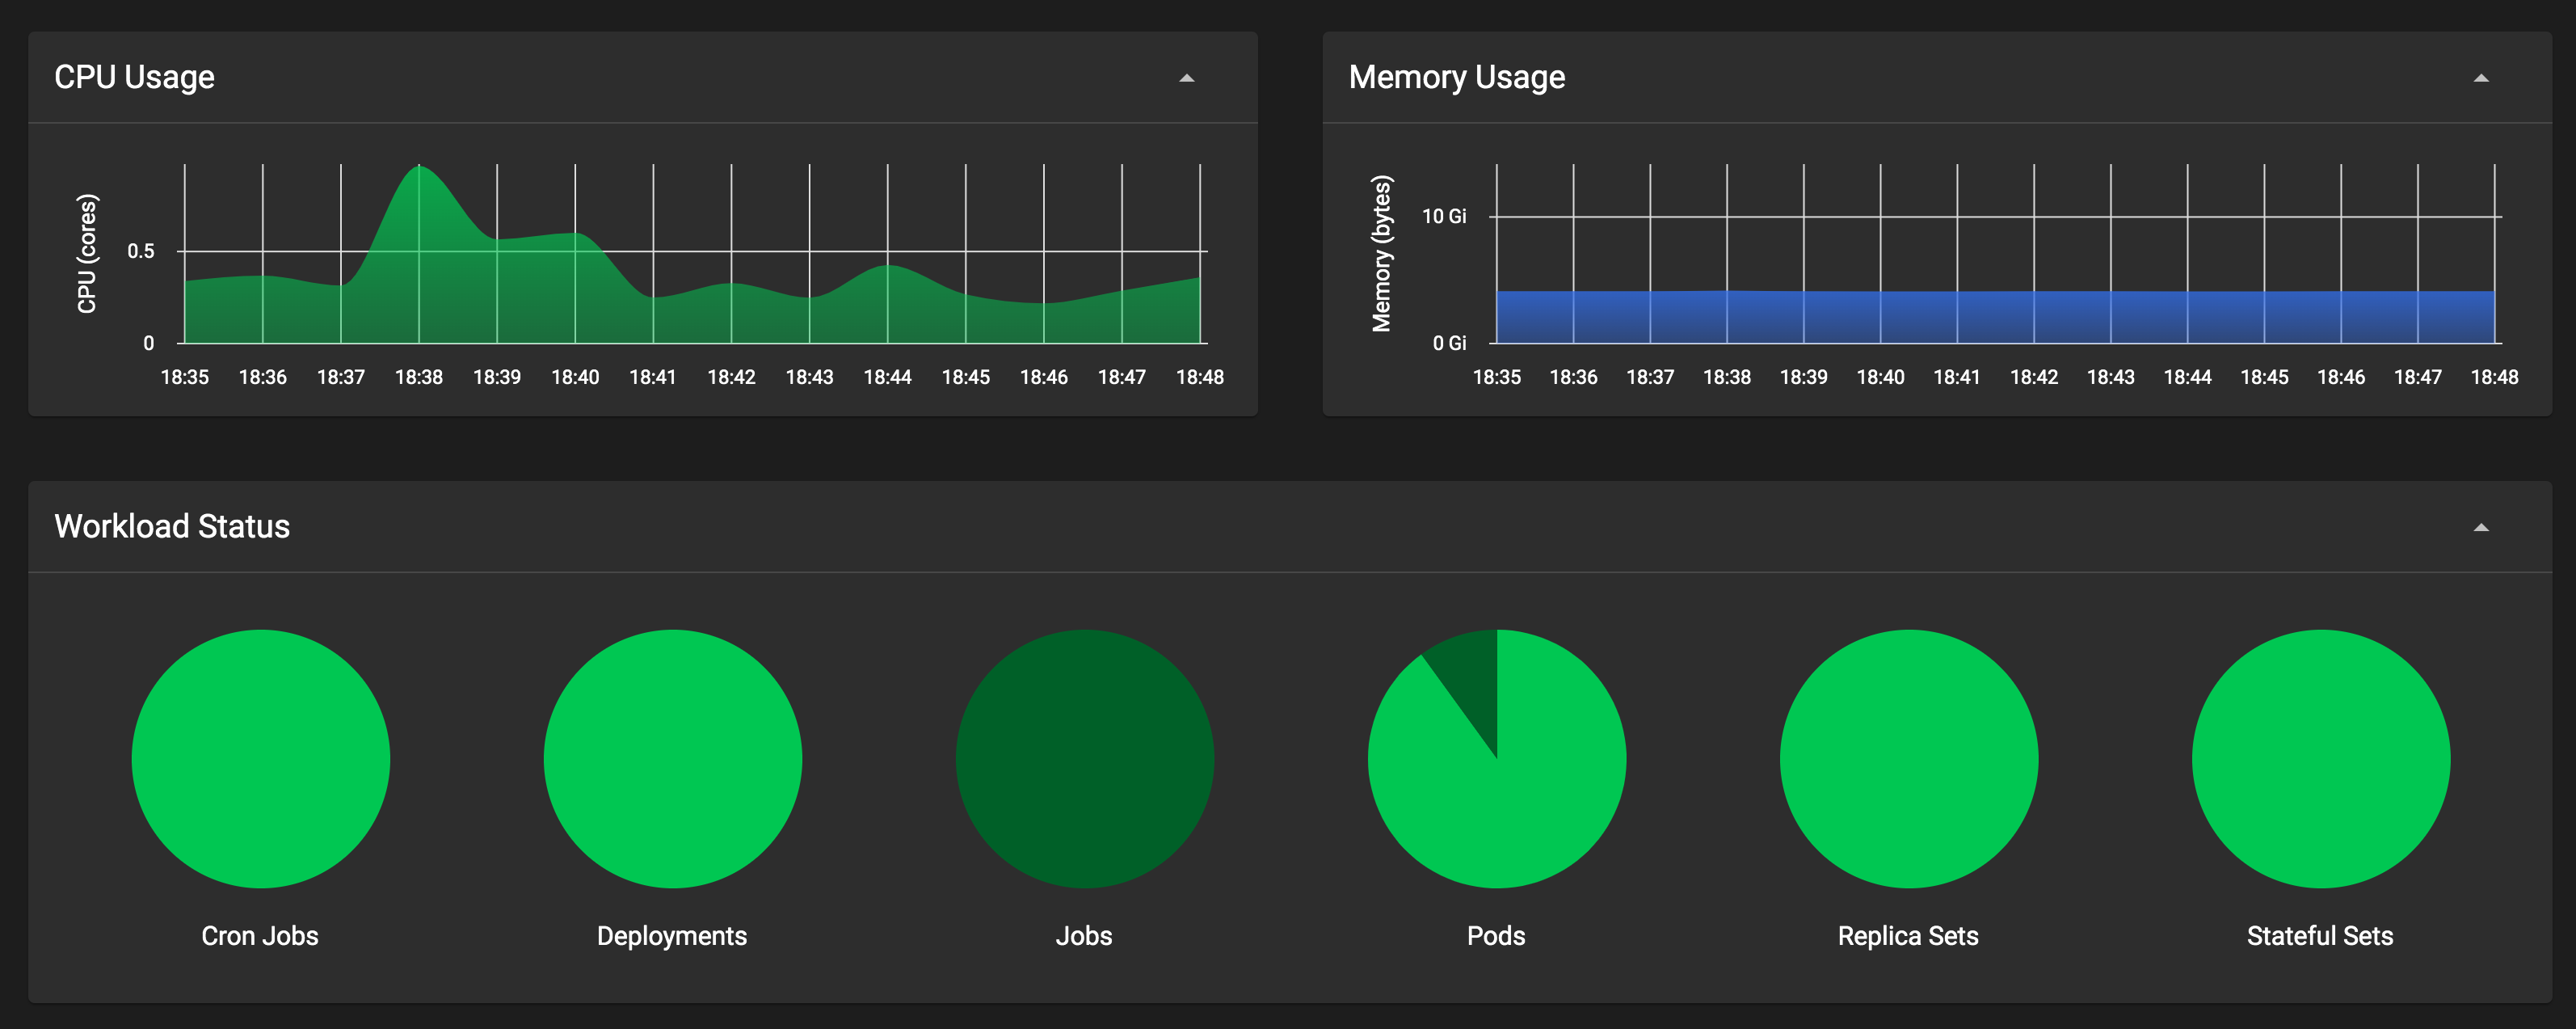 CPU Usage
CPU (cores)
0.5
0
18:35 18:36 18:37 18:38 18:39 18:40 18:41 18:42 18:43 18:44 18:45 18:46 18:47 18:48
Memory Usage
Memory (bytes)
10 Gi
0 Gi
18:35 18:36 18:37 18:38 18:39 18:40 18:41 18:42 18:43 18:44 18:45 18:46 18:47 18:48
Workload Status
Cron Jobs
Deployments
Jobs
Pods
Replica Sets
Stateful Sets